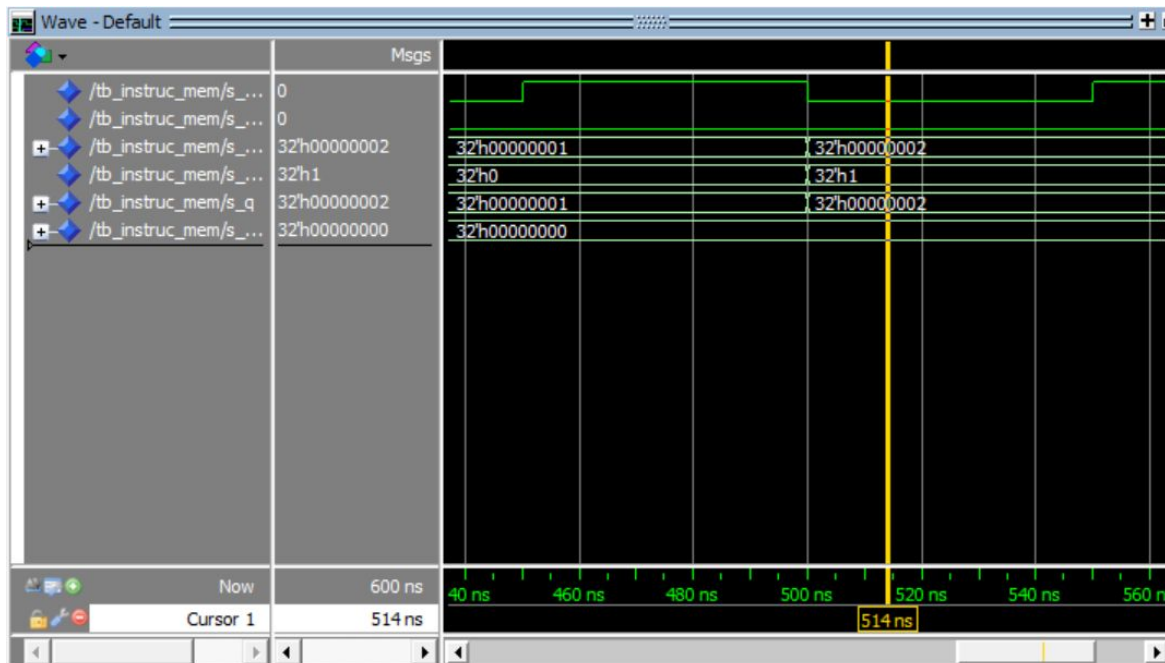 Wave - Default
Msgs
/tb_instruc_mem/s_... 0
/tb_instruc_mem/s_... 0
/tb_instruc_mem/s_... 32'h00000002 32'h00000001 32'h00000002
/tb_instruc_mem/s_... 32'h1 32'h0 32'h1
/tb_instruc_mem/s_q 32'h00000002 32'h00000001 32'h00000002
/tb_instruc_mem/s_... 32'h00000000 32'h00000000
Now 600 ns 40 ns 460 ns 480 ns 500 ns 520 ns 540 ns 560 n
Cursor 1 514 ns 514 ns